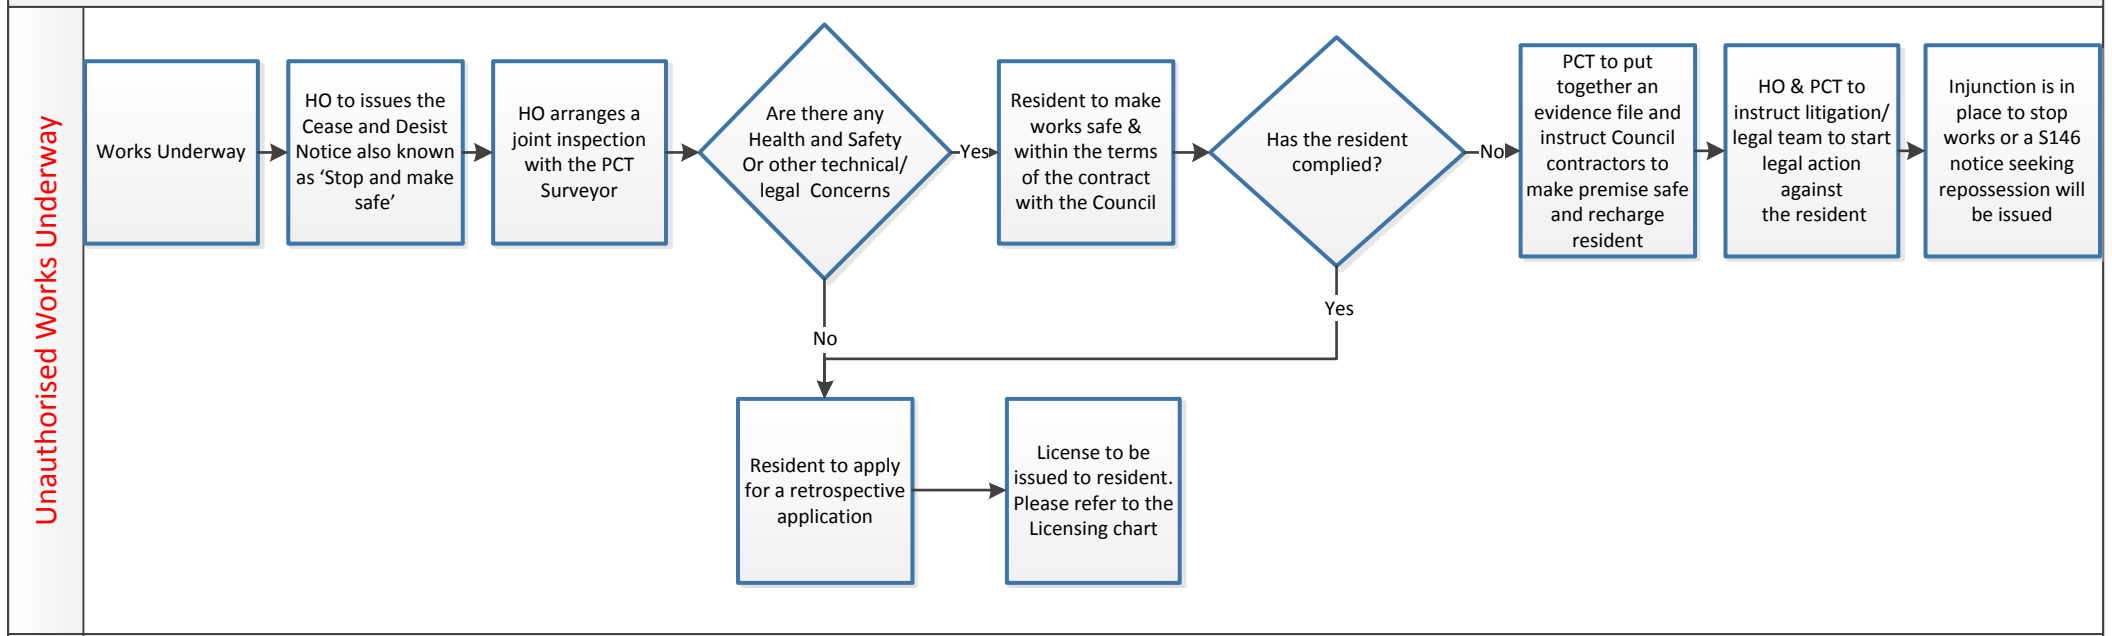 Unauthorised Works Underway
Works Underway
HO to issues the
Cease and Desist
Notice also known
as ‘Stop and make
safe’
HO arranges a
joint inspection
with the PCT
Surveyor
Are there any
Health and Safety
Or other technical/
legal Concerns
Yes
Resident to make
works safe &
within the terms
of the contract
with the Council
Has the resident
complied?
No
PCT to put
together an
evidence file and
instruct Council
contractors to
make premise safe
and recharge
resident
HO & PCT to
instruct litigation/
legal team to start
legal action
against
the resident
Injunction is in
place to stop
works or a S146
notice seeking
repossession will
be issued
Yes
No
Resident to apply
for a retrospective
application
License to be
issued to resident.
Please refer to the
Licensing chart